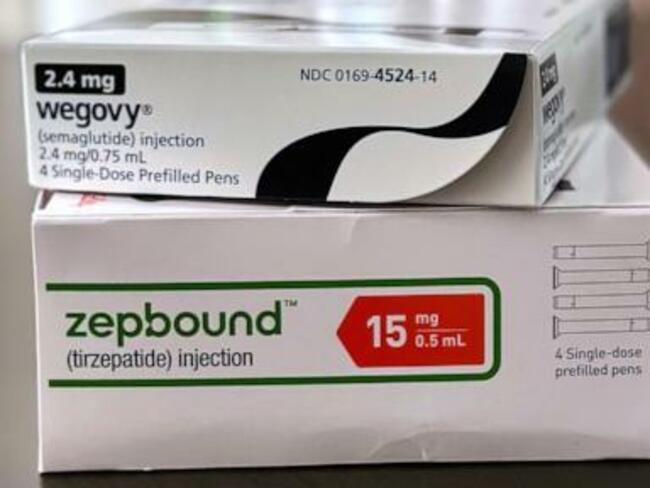 2.4 mg
NDC 0169-4524-14
wegovy®
(semaglutide) injection
2.4 mg/0.75 mL
4 Single-Dose Prefilled Pens
wegovy
zepbound™
(tirzepatide) injection
15 mg
0.5 mL
4 Single-dose
prefilled pens